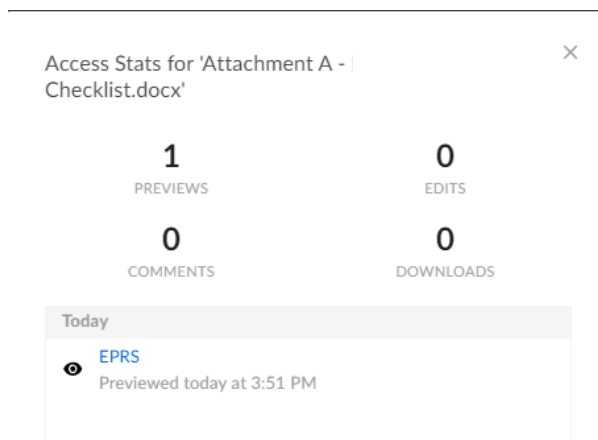 Access Stats for 'Attachment A -
Checklist.docx'
1 0
PREVIEWS EDITS
0 0
COMMENTS DOWNLOADS
Today
EPRS
Previewed today at 3:51 PM